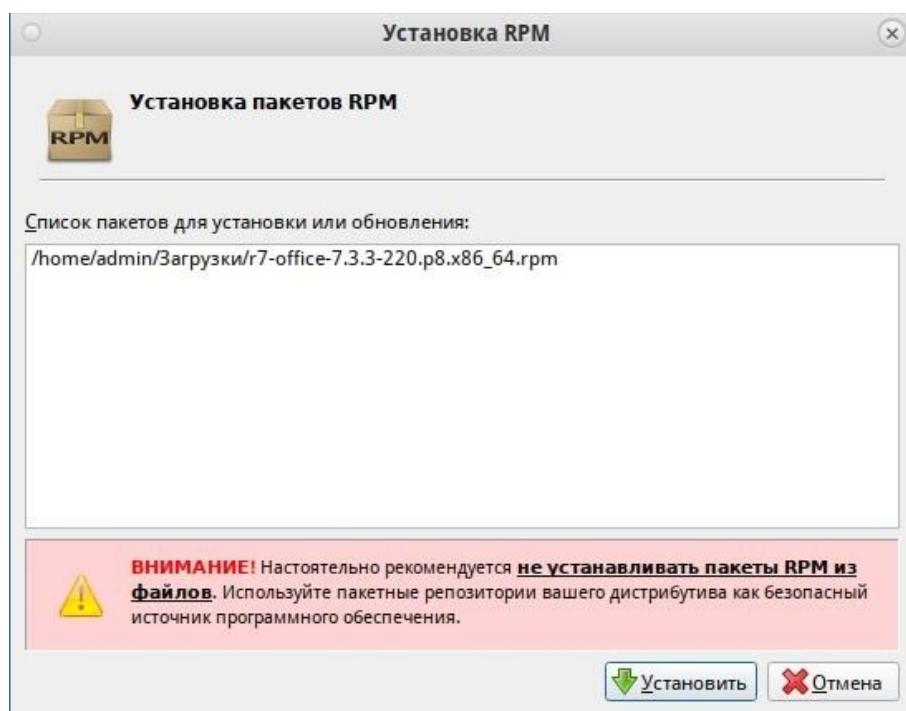 Установка RPM
Установка пакетов RPM
RPM
Список пакетов для установки или обновления:
/home/admin/Загрузки/r7-office-7.3.3-220.p8.x86_64.rpm
ВНИМАНИЕ! Настоятельно рекомендуется не устанавливать пакеты RPM из
файлов. Используйте пакетные репозитории вашего дистрибутива как безопасный
источник программного обеспечения.
Установить
Отмена